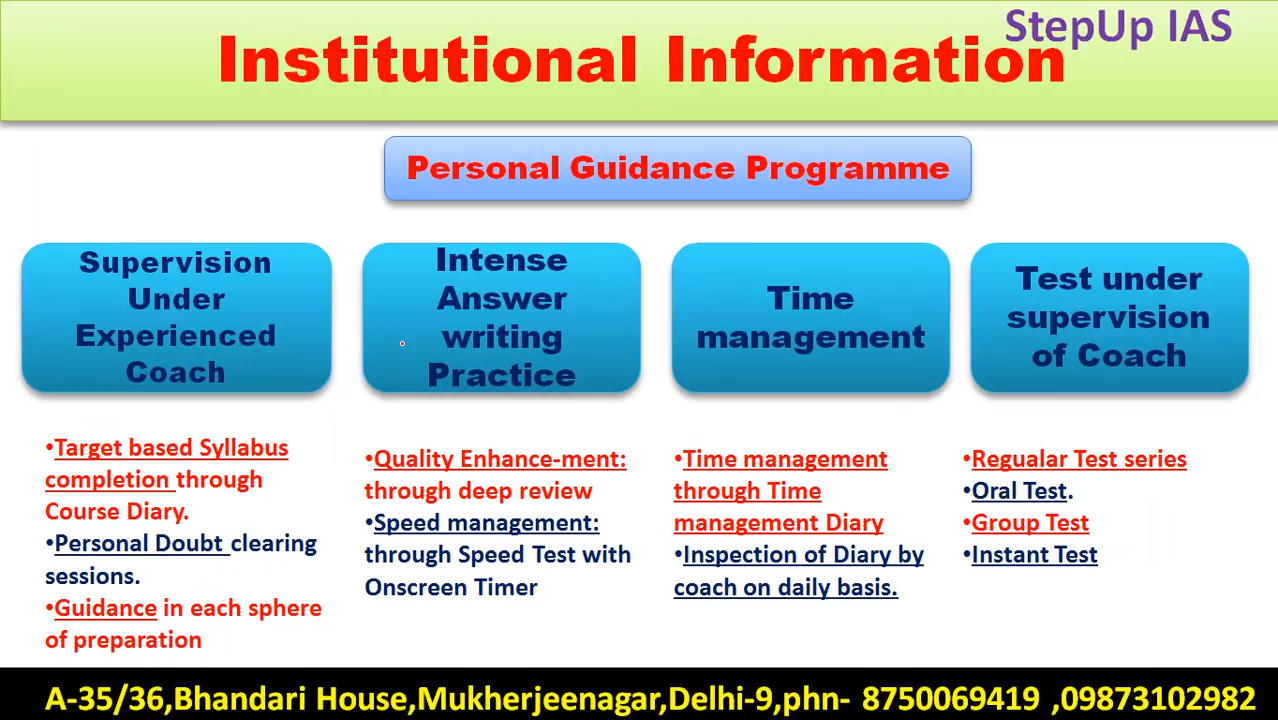 StepUp IAS
Institutional Information
Personal Guidance Programme
Supervision
Under
Experienced
Coach
Intense
Answer
writing
Practice
Time
management
Test under
supervision
of Coach
•Target based Syllabus
completion through
Course Diary.
•Personal Doubt clearing
sessions.
•Guidance in each sphere
of preparation
•Quality Enhance-ment:
through deep review
•Speed management:
through Speed Test with
Onscreen Timer
•Time management
through Time
management Diary
•Inspection of Diary by
coach on daily basis.
•Regualar Test series
•Oral Test.
•Group Test
•Instant Test
A-35/36,Bhandari House,Mukherjeenagar,Delhi-9,phn- 8750069419 ,09873102982